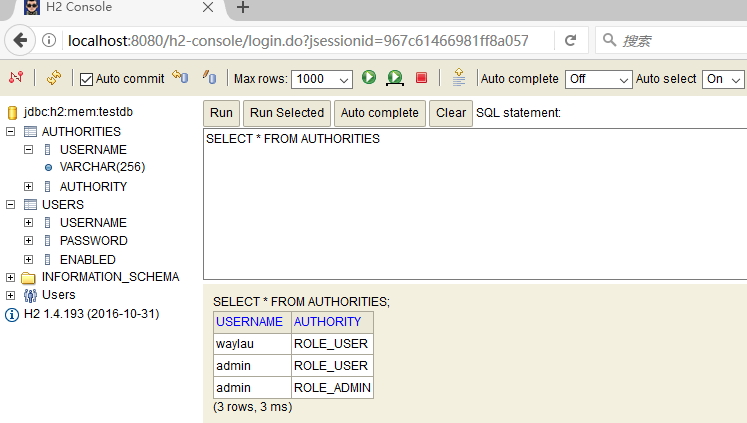 H2 Console
localhost:8080/h2-console/login.do?jsessionid=967c61466981ff8a057
搜索
Auto commit
Max rows: 1000
Auto complete Off
Auto select On
jdbc:h2:mem:testdb
AUTHORITIES
USERNAME
VARCHAR(256)
AUTHORITY
USERS
USERNAME
PASSWORD
ENABLED
INFORMATION_SCHEMA
Users
H2 1.4.193 (2016-10-31)
Run Run Selected Auto complete Clear SQL statement:
SELECT * FROM AUTHORITIES
SELECT * FROM AUTHORITIES;
USERNAME AUTHORITY
waylau ROLE_USER
admin ROLE_USER
admin ROLE_ADMIN
(3 rows, 3 ms)